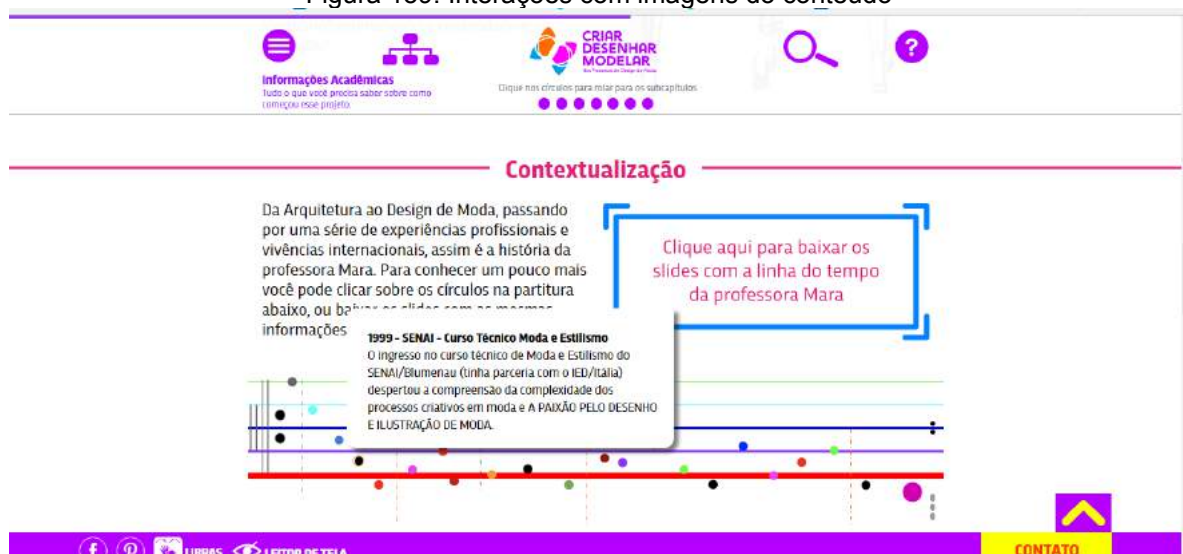 Figura 159: Interações com imagens do conteúdo
CRIAR
DESENHAR
MODELAR
?
Informações Acadêmicas
Tudo o que você precisa saber sobre como
começou esse projeto.
Clique nos círculos para rolar para os subcapítulos
Contextualização
Da Arquitetura ao Design de Moda, passando
por uma série de experiências profissionais e
vivências internacionais, assim é a história da
professora Mara. Para conhecer um pouco mais
você pode clicar sobre os círculos na partitura
abaixo, ou baixar os slides com as mesmas
informações
Clique aqui para baixar os
slides com a linha do tempo
da professora Mara
1999 - SENAI - Curso Técnico Moda e Estilismo
O ingresso no curso técnico de Moda e Estilismo do
SENAI/Blumenau (tinha parceria com o IED/Itália)
despertou a compreensão da complexidade dos
processos criativos em moda e A PAIXÃO PELO DESENHO
E ILUSTRAÇÃO DE MODA.
LIBRAS
LEITOR DE TELA
CONTATO